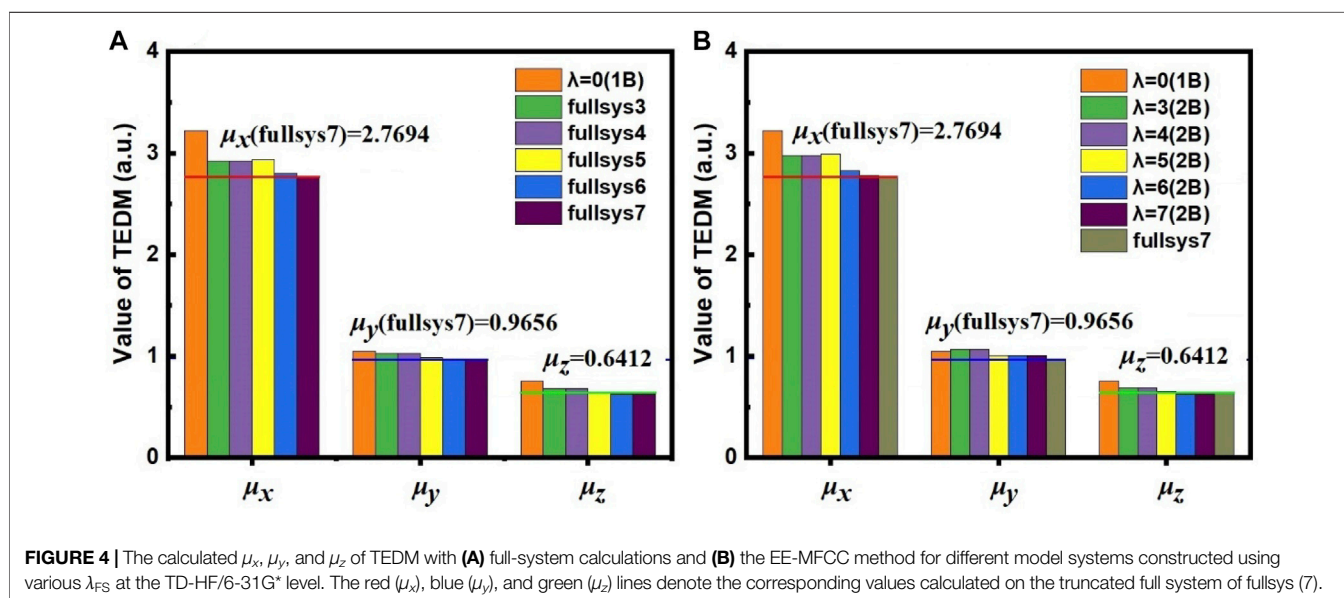 A
Value of TEDM (a.u.)
4
3
2
1
0
λ=0(1B)
fullsys3
fullsys4
fullsys5
fullsys6
fullsys7
μx(fullsys7)=2.7694
μy(fullsys7)=0.9656
μz=0.6412
μx μy μz
B
Value of TEDM (a.u.)
4
3
2
1
0
λ=0(1B)
λ=3(2B)
λ=4(2B)
λ=5(2B)
λ=6(2B)
λ=7(2B)
fullsys7
μx(fullsys7)=2.7694
μy(fullsys7)=0.9656
μz=0.6412
μx μy μz
FIGURE 4 | The calculated μx, μy, and μz of TEDM with (A) full-system calculations and (B) the EE-MFCC method for different model systems constructed using
various λFS at the TD-HF/6-31G* level. The red (μx), blue (μy), and green (μz) lines denote the corresponding values calculated on the truncated full system of fullsys (7).